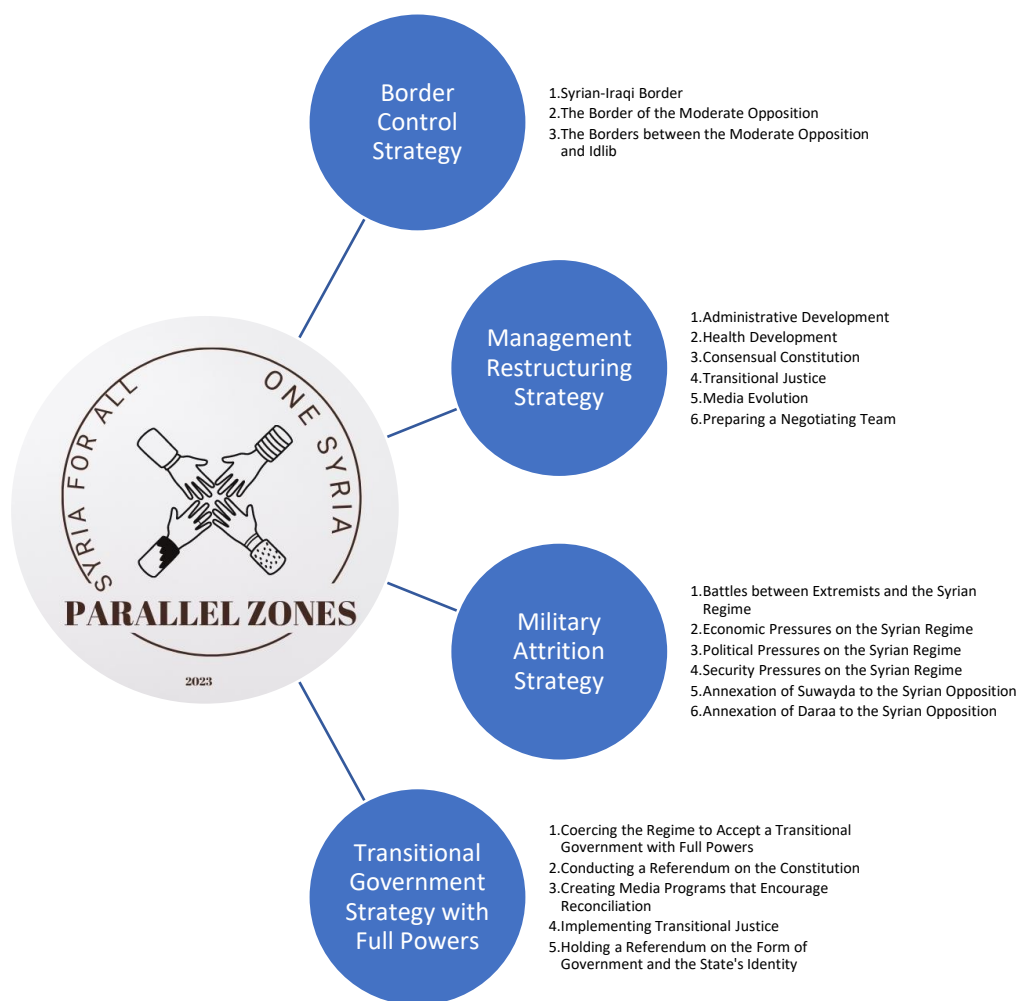 Border
Control
Strategy
1.Syrian-Iraqi Border
2.The Border of the Moderate Opposition
3.The Borders between the Moderate Opposition
and Idlib
Management
Restructuring
Strategy
1.Administrative Development
2.Health Development
3.Consensual Constitution
4.Transitional Justice
5.Media Evolution
6.Preparing a Negotiating Team
SYRIA FOR ALL
ONE SYRIA
PARALLEL ZONES
2023
Military
Attrition
Strategy
1.Battles between Extremists and the Syrian
Regime
2.Economic Pressures on the Syrian Regime
3.Political Pressures on the Syrian Regime
4.Security Pressures on the Syrian Regime
5.Annexation of Suwayda to the Syrian Opposition
6.Annexation of Daraa to the Syrian Opposition
Transitional
Government
Strategy with
Full Powers
1.Coercing the Regime to Accept a Transitional
Government with Full Powers
2.Conducting a Referendum on the Constitution
3.Creating Media Programs that Encourage
Reconciliation
4.Implementing Transitional Justice
5.Holding a Referendum on the Form of
Government and the State's Identity